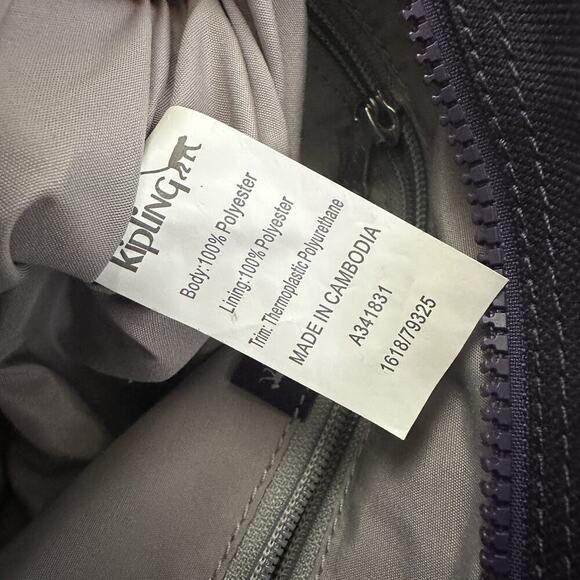 kipling
Body:100% Polyester
Lining:100% Polyester
Trim: Thermoplastic Polyurethane
MADE IN CAMBODIA
A341831
1618/79325